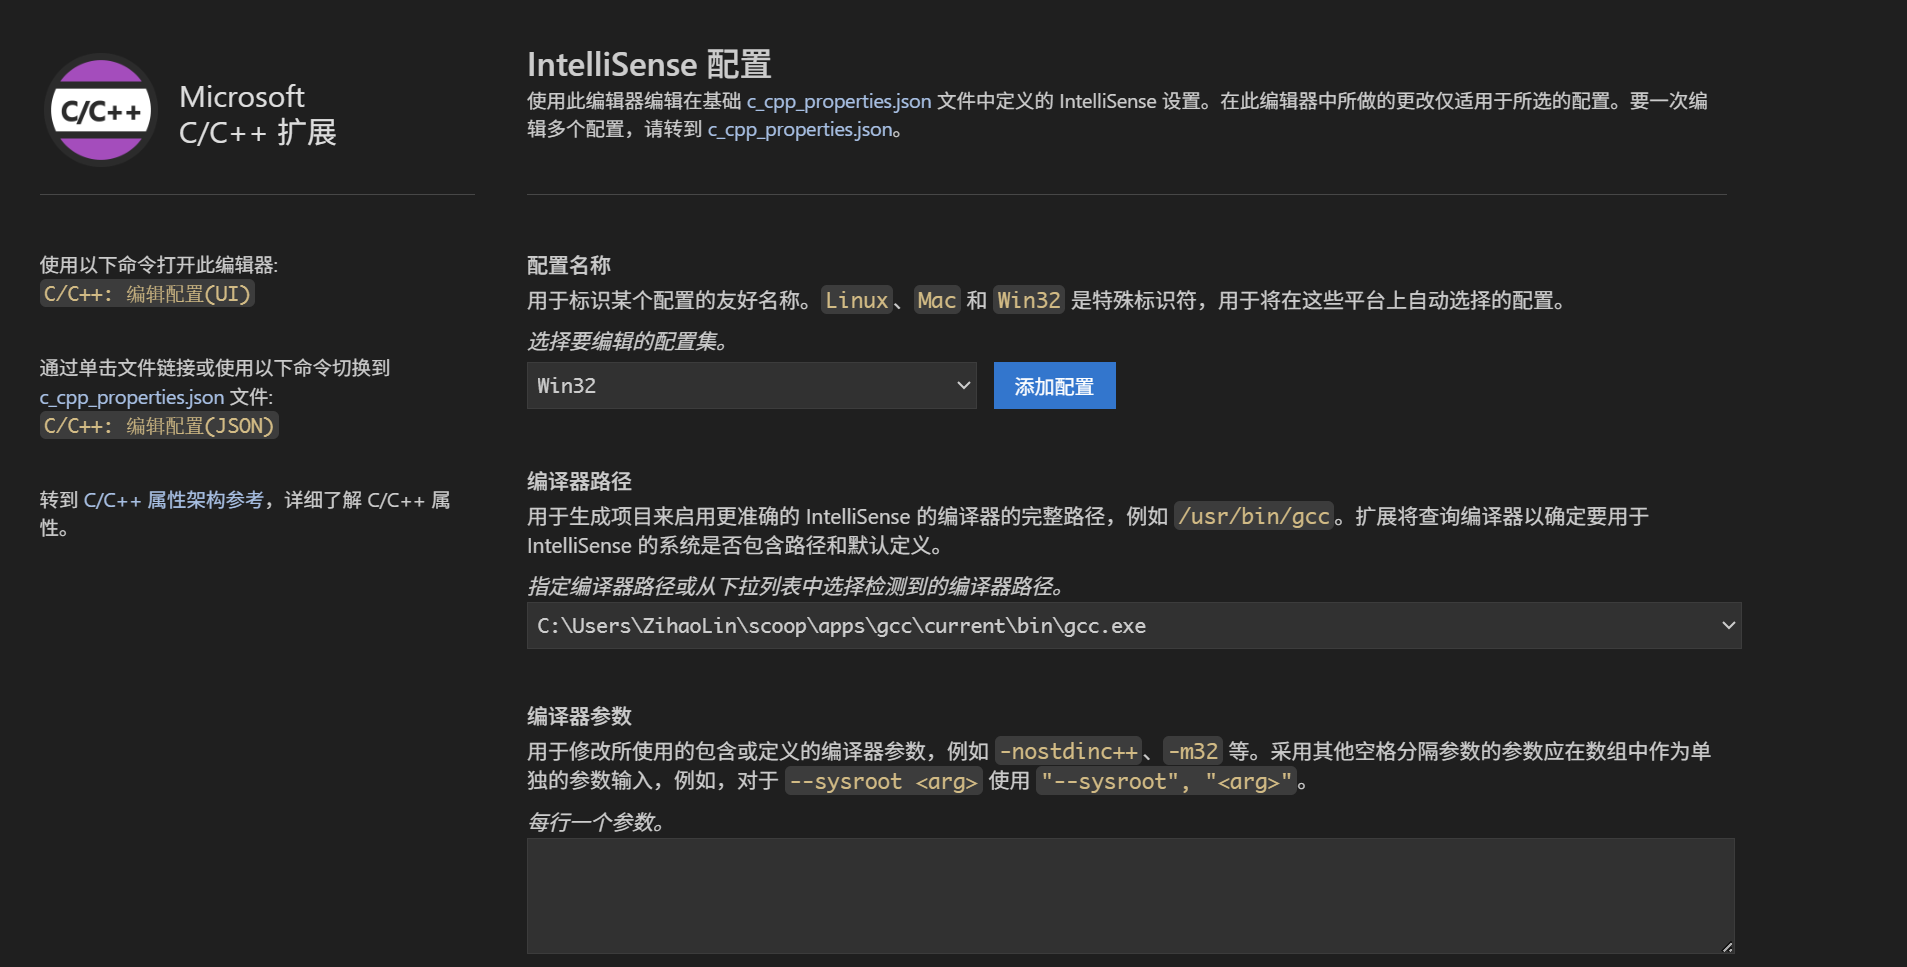 C/C++
Microsoft
C/C++ 扩展
使用以下命令打开此编辑器:
C/C++: 编辑配置(UI)
通过单击文件链接或使用以下命令切换到
c_cpp_properties.json 文件:
C/C++: 编辑配置(JSON)
转到 C/C++ 属性架构参考，详细了解 C/C++ 属
性。
IntelliSense 配置
使用此编辑器编辑在基础 c_cpp_properties.json 文件中定义的 IntelliSense 设置。在此编辑器中所做的更改仅适用于所选的配置。要一次编
辑多个配置，请转到 c_cpp_properties.json。
配置名称
用于标识某个配置的友好名称。Linux、Mac 和 Win32 是特殊标识符，用于将在这些平台上自动选择的配置。
选择要编辑的配置集。
Win32
添加配置
编译器路径
用于生成项目来启用更准确的 IntelliSense 的编译器的完整路径，例如 /usr/bin/gcc。扩展将查询编译器以确定要用于
IntelliSense 的系统是否包含路径和默认定义。
指定编译器路径或从下拉列表中选择检测到的编译器路径。
C:\Users\ZihaoLin\scoop\apps\gcc\current\bin\gcc.exe
编译器参数
用于修改所使用的包含或定义的编译器参数，例如 -nostdinc++、-m32 等。采用其他空格分隔参数的参数应在数组中作为单
独的参数输入，例如，对于 --sysroot <arg> 使用 "--sysroot", "<arg>"。
每行一个参数。